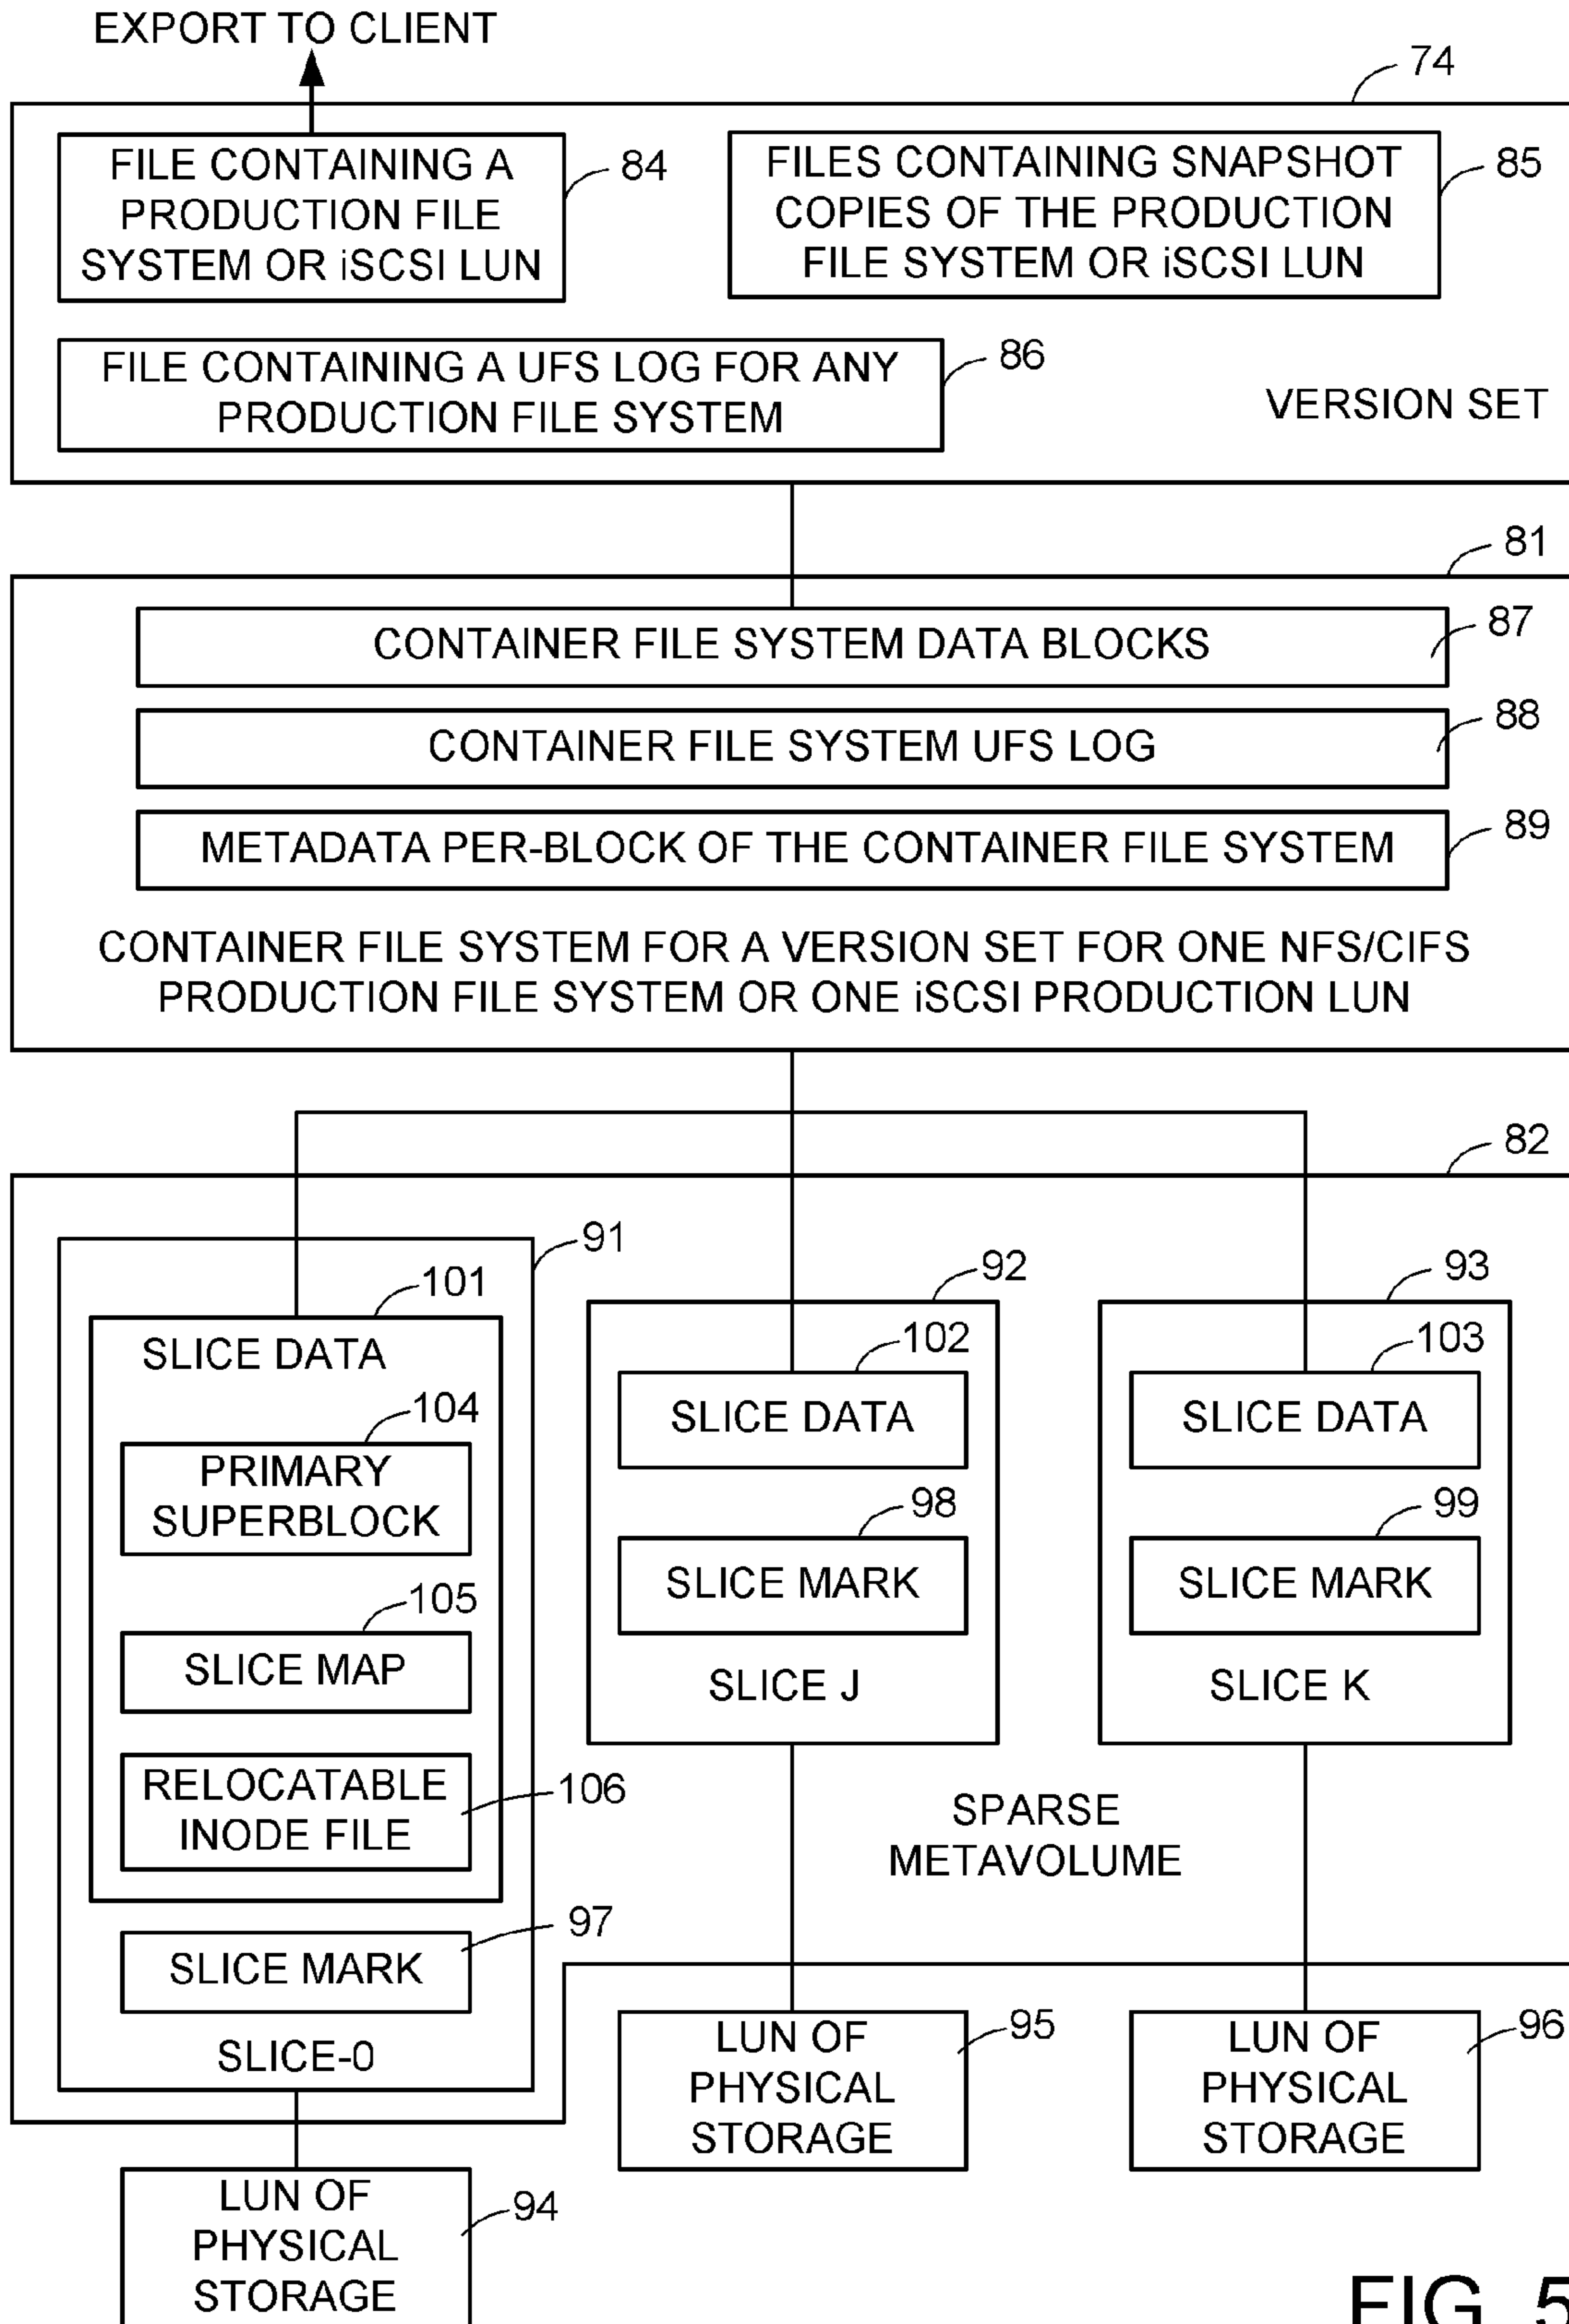 EXPORT TO CLIENT
74
FILE CONTAINING A
PRODUCTION FILE
SYSTEM OR iSCSI LUN
84
FILES CONTAINING SNAPSHOT
COPIES OF THE PRODUCTION
FILE SYSTEM OR iSCSI LUN
85
FILE CONTAINING A UFS LOG FOR ANY
PRODUCTION FILE SYSTEM
86
VERSION SET
81
CONTAINER FILE SYSTEM DATA BLOCKS
87
CONTAINER FILE SYSTEM UFS LOG
88
METADATA PER-BLOCK OF THE CONTAINER FILE SYSTEM
89
CONTAINER FILE SYSTEM FOR A VERSION SET FOR ONE NFS/CIFS
PRODUCTION FILE SYSTEM OR ONE iSCSI PRODUCTION LUN
82
91
101
SLICE DATA
104
PRIMARY
SUPERBLOCK
105
SLICE MAP
RELOCATABLE
INODE FILE
106
97
SLICE MARK
SLICE-0
92
102
SLICE DATA
98
SLICE MARK
SLICE J
93
103
SLICE DATA
99
SLICE MARK
SLICE K
SPARSE
METAVOLUME
LUN OF
PHYSICAL
STORAGE
95
LUN OF
PHYSICAL
STORAGE
96
LUN OF
PHYSICAL
STORAGE
94
FIG. 5